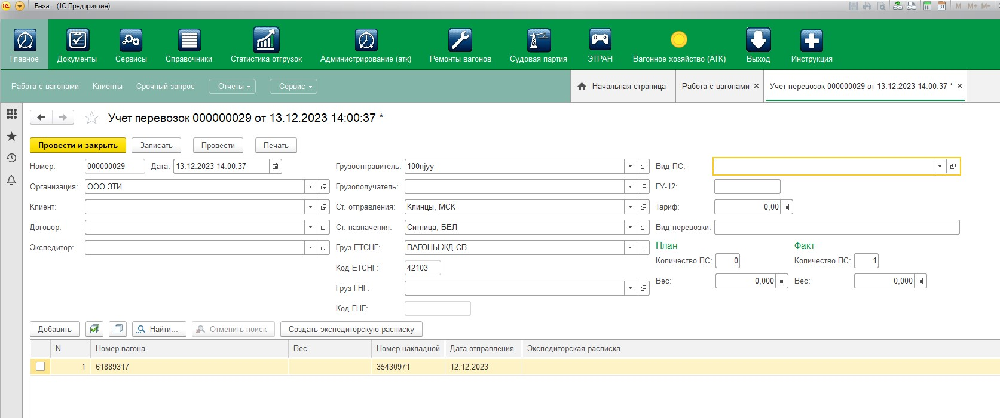 База: (1С:Предприятие)
M M+ M-
31
Главное
Документы
Сервисы
Справочники
Статистика отгрузок
Администрирование (атк)
Ремонты вагонов
Судовая партия
ЭТРАН
Вагонное хозяйство (АТК)
Выход
Инструкция
Работа с вагонами Клиенты Срочный запрос Отчеты Сервис
Начальная страница
Работа с вагонами ×
Учет перевозок 000000029 от 13.12.2023 14:00:37 * ×
Учет перевозок 000000029 от 13.12.2023 14:00:37 *
Провести и закрыть Записать Провести Печать
Номер: 000000029 Дата: 13.12.2023 14:00:37 Грузоотправитель: 100njyy Вид ПС:
Организация: ООО ЗТИ Грузополучатель: ГУ-12:
Клиент: Ст. отправления: Клинцы, МСК Тариф: 0,00
Договор: Ст. назначения: Ситница, БЕЛ Вид перевозки:
Экспедитор: Груз ЕТСНГ: ВАГОНЫ ЖД СВ План Факт
Код ЕТСНГ: 42103 Количество ПС: 0 Количество ПС: 1
Груз ГНГ: Вес: 0,000 Вес: 0,000
Код ГНГ:
Добавить Найти... Отменить поиск Создать экспедиторскую расписку
N Номер вагона Вес Номер накладной Дата отправления Экспедиторская расписка
1 61889317 35430971 12.12.2023